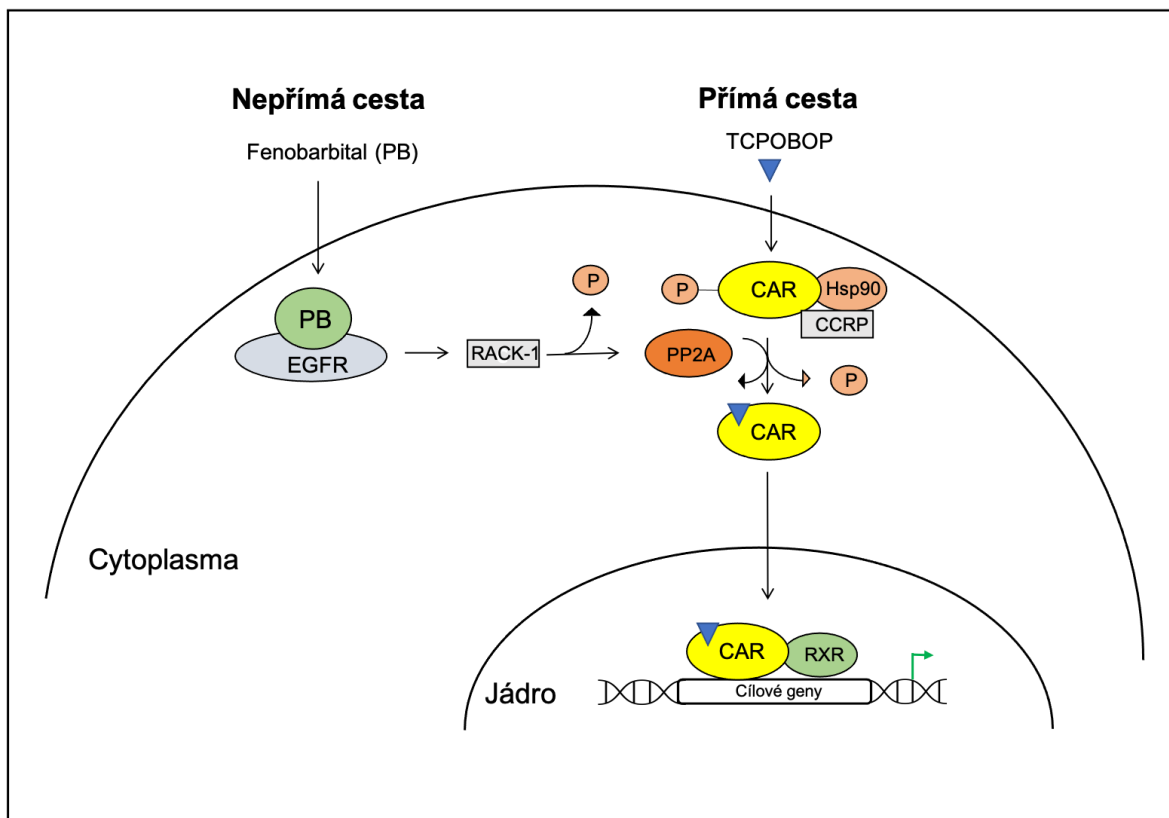 Nepřímá cesta
Fenobarbital (PB)
Přímá cesta
TCPOBOP
P
P
CAR
Hsp90
CCRP
PB
EGFR
RACK-1
PP2A
P
CAR
Cytoplasma
CAR
RXR
Cílové geny
Jádro